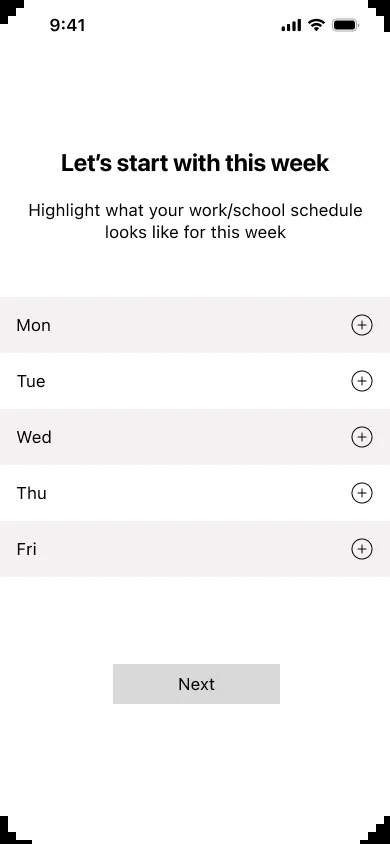 9:41
Let’s start with this week
Highlight what your work/school schedule
looks like for this week
Mon
Tue
Wed
Thu
Fri
Next